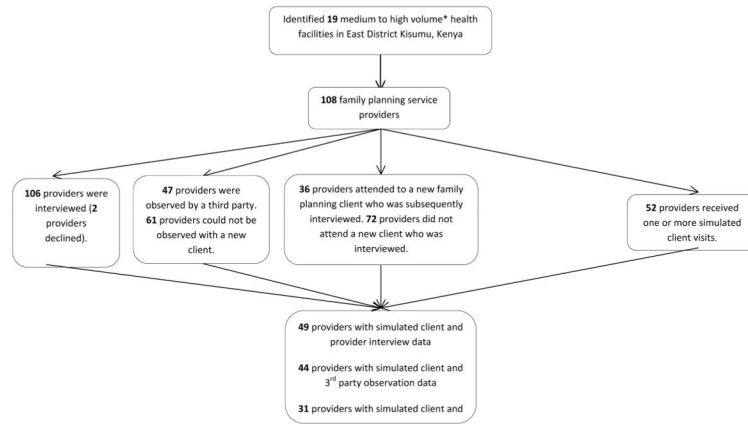 Identified 19 medium to high volume* health
facilities in East District Kisumu, Kenya
108 family planning service
providers
106 providers were
interviewed (2
providers
declined).
47 providers were
observed by a third party.
61 providers could not be
observed with a new
client.
36 providers attended to a new family
planning client who was subsequently
interviewed. 72 providers did not
attend a new client who was
interviewed.
52 providers received
one or more simulated
client visits.
49 providers with simulated client and
provider interview data
44 providers with simulated client and
3rd party observation data
31 providers with simulated client and